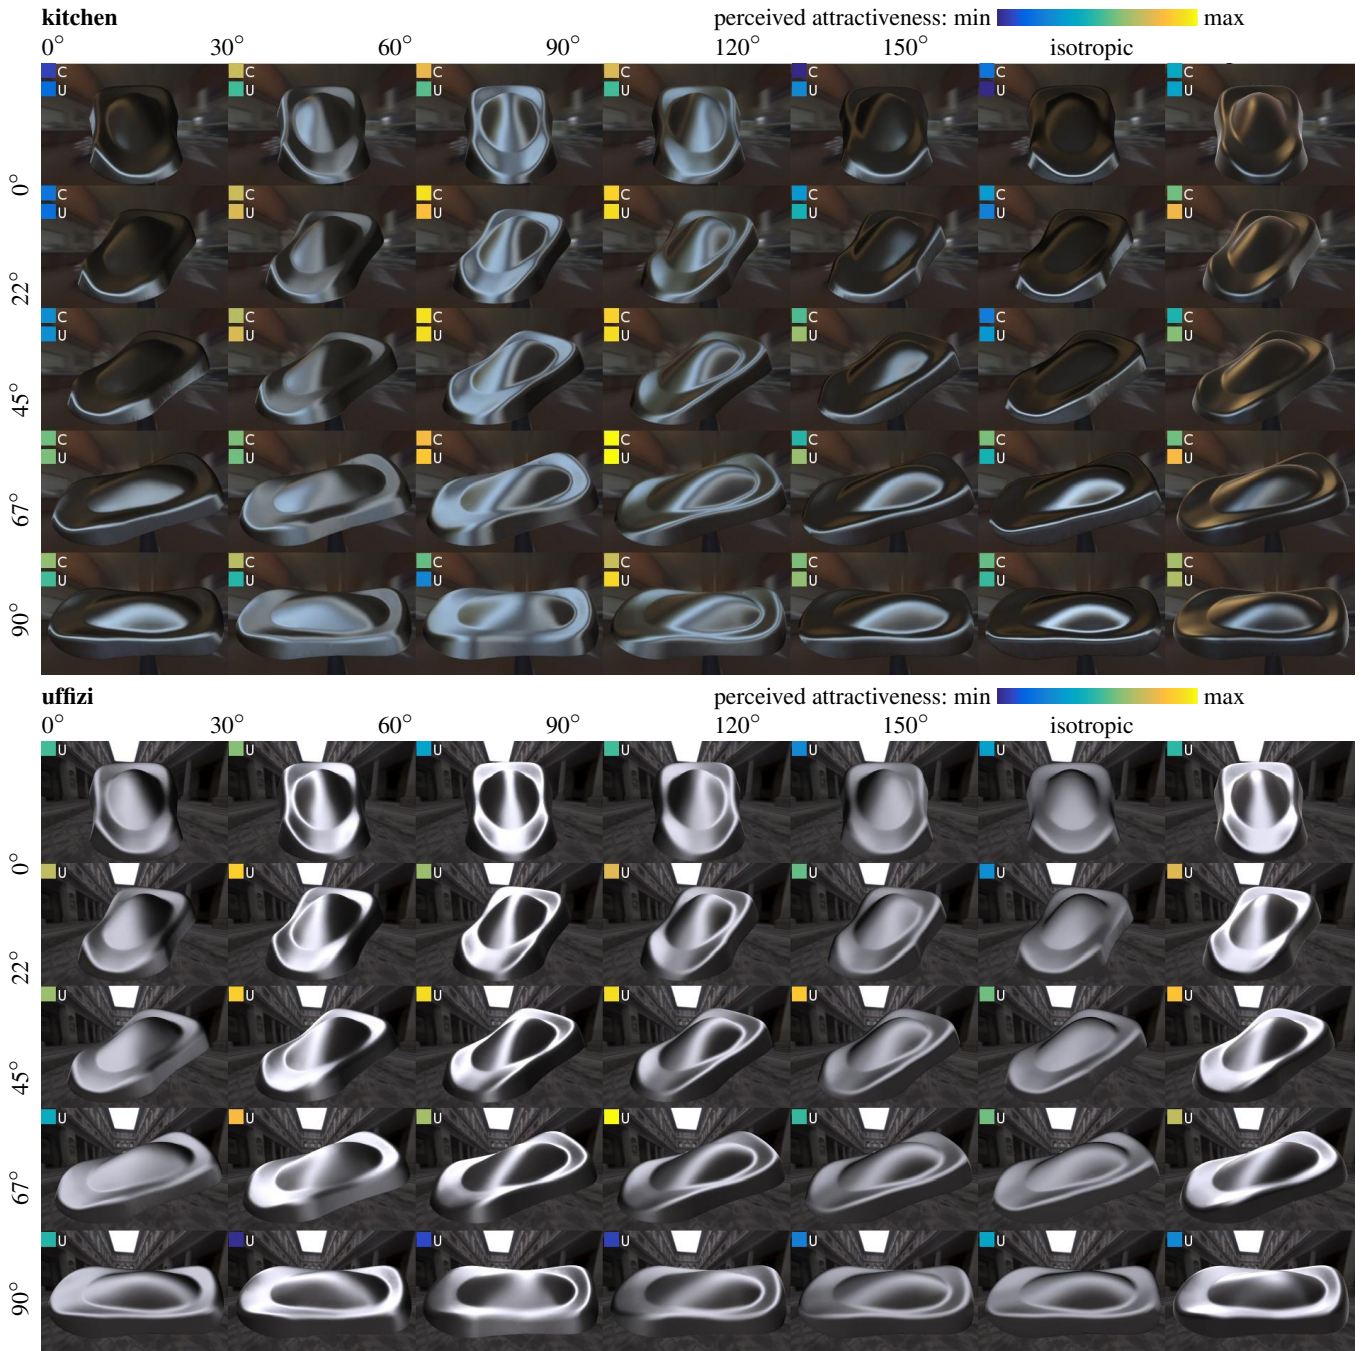 kitchen perceived attractiveness: min max
0° 30° 60° 90° 120° 150° isotropic
C C C C C C C
U U U U U U U
0°
C C C C C C C
U U U U U U U
22°
C C C C C C C
U U U U U U U
45°
C C C C C C C
U U U U U U U
67°
C C C C C C C
U U U U U U U
90°
uffizi perceived attractiveness: min max
0° 30° 60° 90° 120° 150° isotropic
U U U U U U U
0°
U U U U U U U
22°
U U U U U U U
45°
U U U U U U U
67°
U U U U U U U
90°